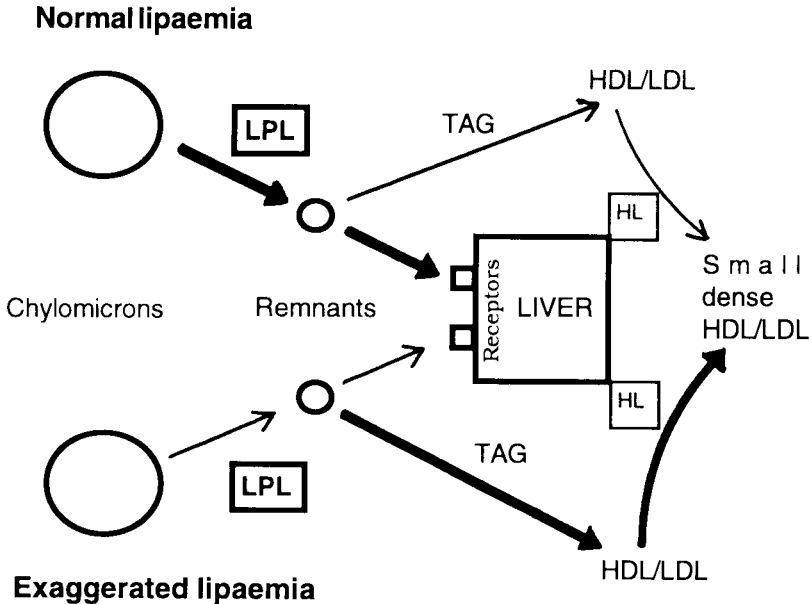 Normal lipaemia
HDL/LDL
LPL
TAG
HL
Receptors
LIVER
Small
dense
HDL/LDL
Chylomicrons
Remnants
HL
TAG
LPL
HDL/LDL
Exaggerated lipaemia